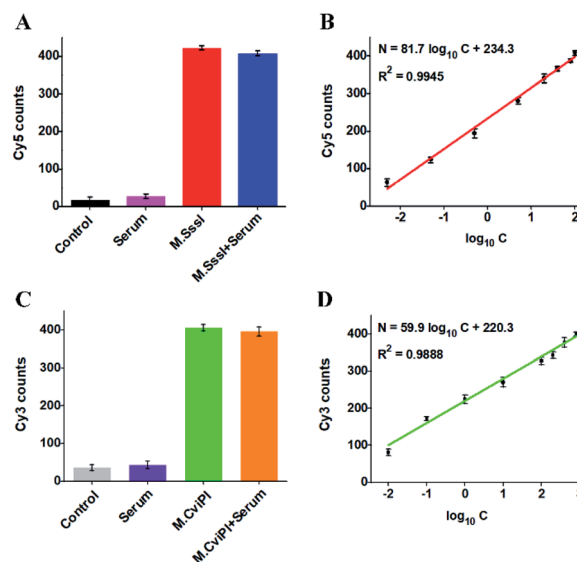 A
Cy5 counts
400
300
200
100
0
Control
Serum
M.SssI
M.SssI+Serum
B
Cy5 counts
400
300
200
100
0
N = 81.7 log10 C + 234.3
R² = 0.9945
-2
-1
0
1
2
log10 C
C
Cy3 counts
400
300
200
100
0
Control
Serum
M.CviPI
M.CviPI+Serum
D
Cy3 counts
400
300
200
100
0
N = 59.9 log10 C + 220.3
R² = 0.9888
-2
-1
0
1
2
3
log10 C